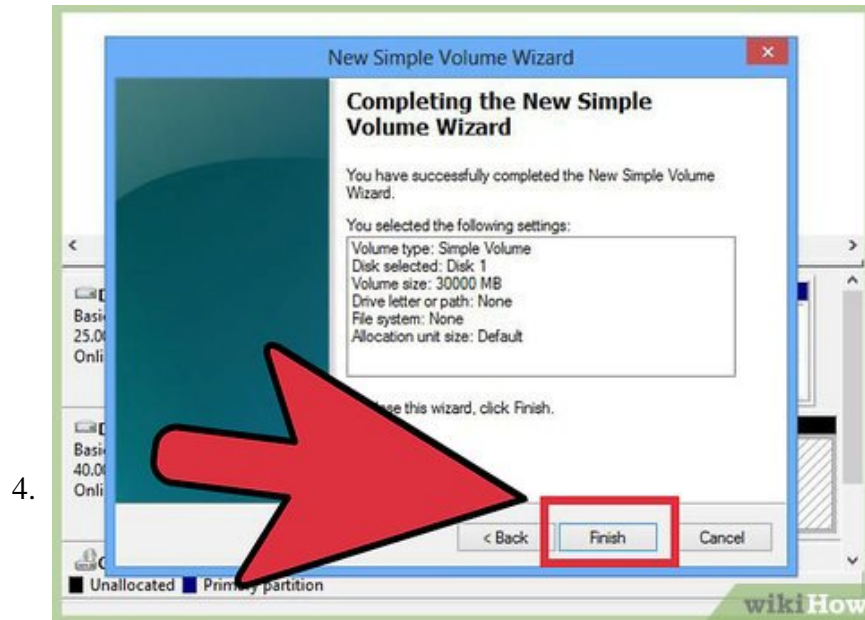 New Simple Volume Wizard
Completing the New Simple
Volume Wizard
You have successfully completed the New Simple Volume
Wizard.
You selected the following settings:
Volume type: Simple Volume
Disk selected: Disk 1
Volume size: 30000 MB
Drive letter or path: None
File system: None
Allocation unit size: Default
this wizard, click Finish.
Basi
25.00
Onli
Basi
40.00
4. Onli
< Back Finish Cancel
Unallocated partition
wikiHow